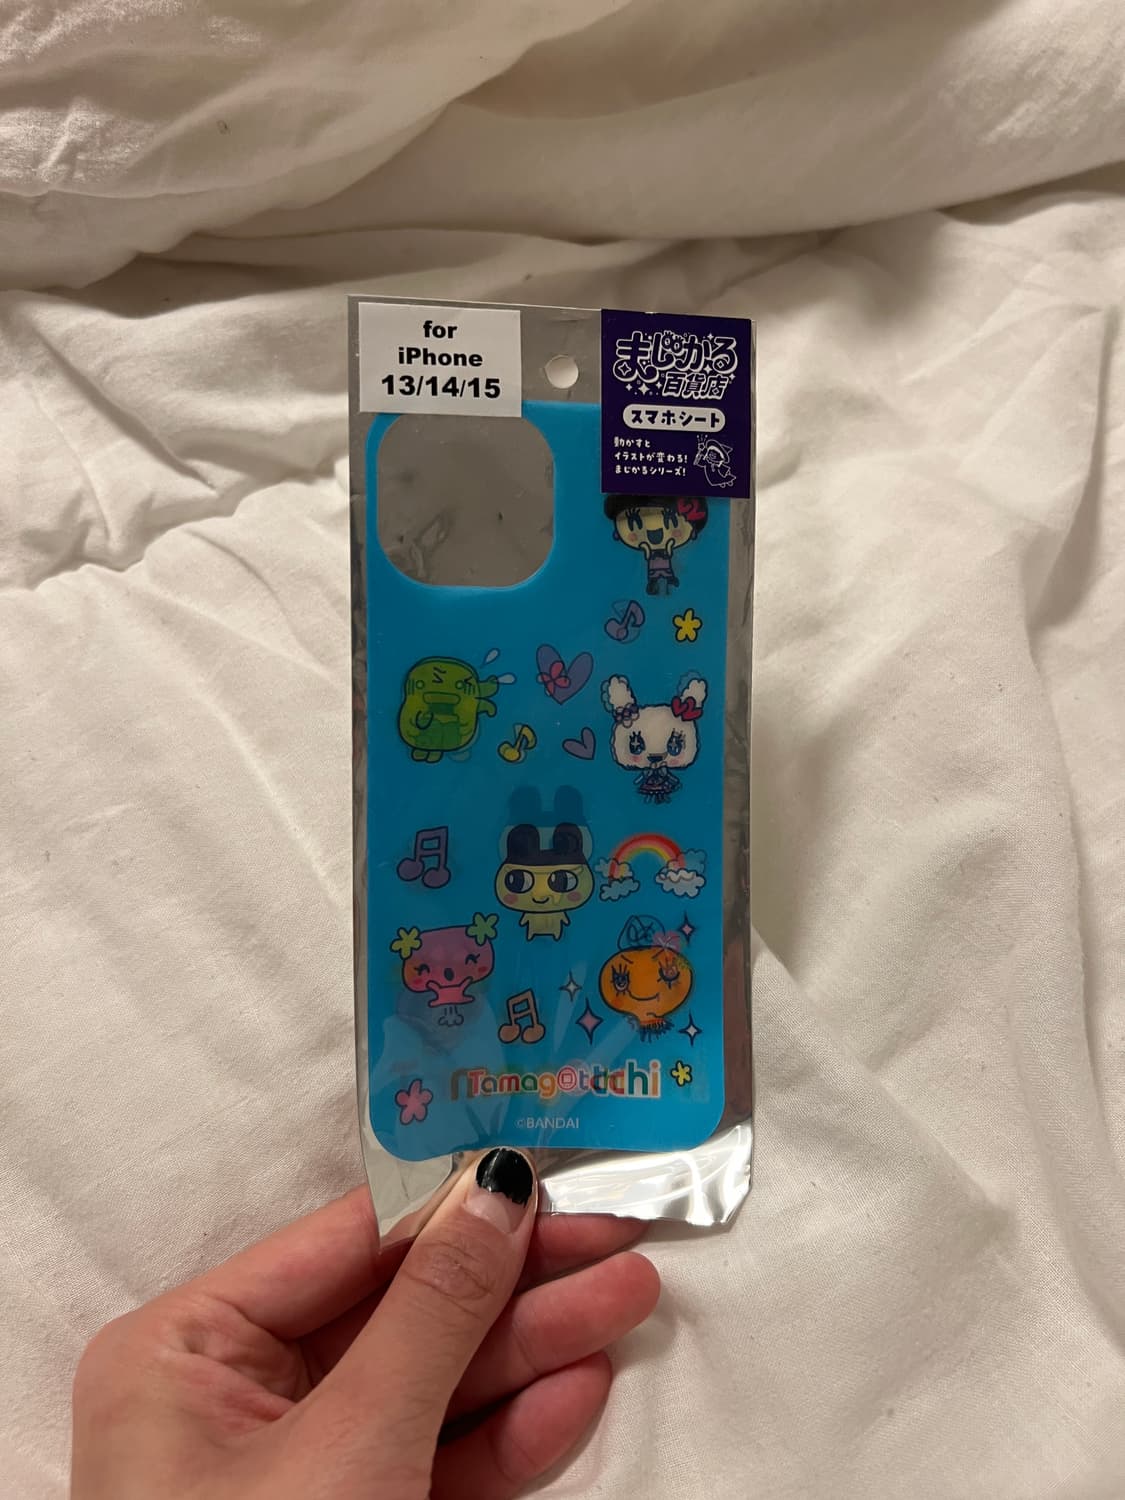 for
iPhone
13/14/15
まじかる
百貨店
スマホシート
動かすと
イラストが変わる!
まじかるシリーズ!
Tamagotchi
©BANDAI